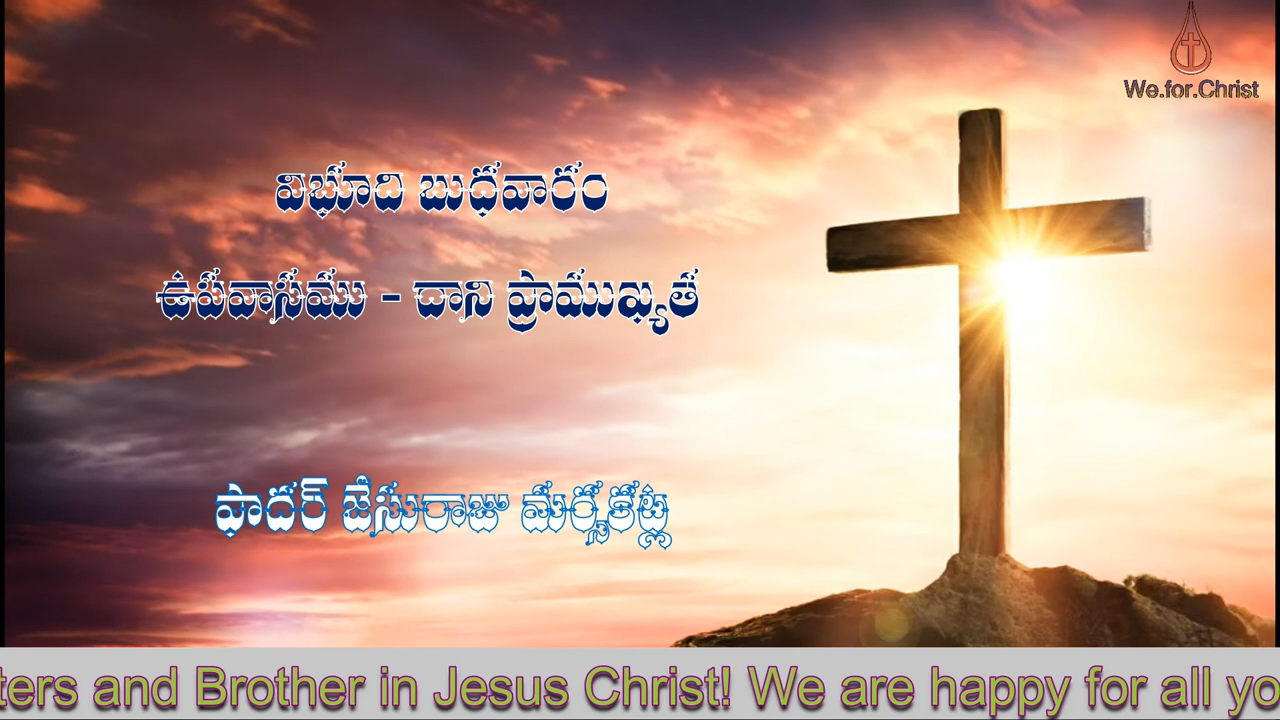 We.for.Christ
విభూది బుధవారం
ఉపవాసము - దాని ప్రాముఖ్యత
ఫాదర్ జేసురాజు మర్నకట్ల
ters and Brother in Jesus Christ! We are happy for all yo